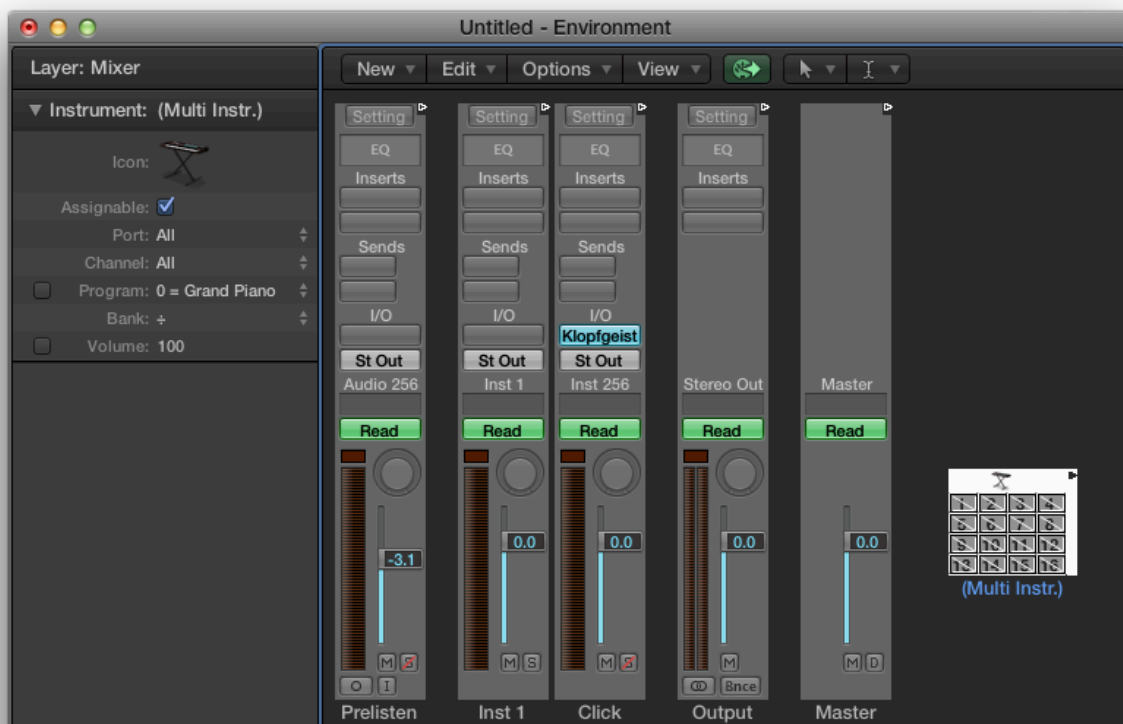 Untitled - Environment
Layer: Mixer
New Edit Options View
Instrument: (Multi Instr.)
Icon:
Assignable:
Port: All
Channel: All
Program: 0 = Grand Piano
Bank: ÷
Volume: 100
Setting Setting Setting Setting
EQ EQ EQ EQ
Inserts Inserts Inserts Inserts
Sends Sends Sends
I/O I/O I/O
Klopfgeist
St Out St Out St Out
Audio 256 Inst 1 Inst 256 Stereo Out Master
Read Read Read Read Read
-3.1 0.0 0.0 0.0 0.0
M S M S M S M M D
I Bnce
Prelisten Inst 1 Click Output Master
1 2 3 4
5 6 7 8
9 10 11 12
13 14 15 16
(Multi Instr.)